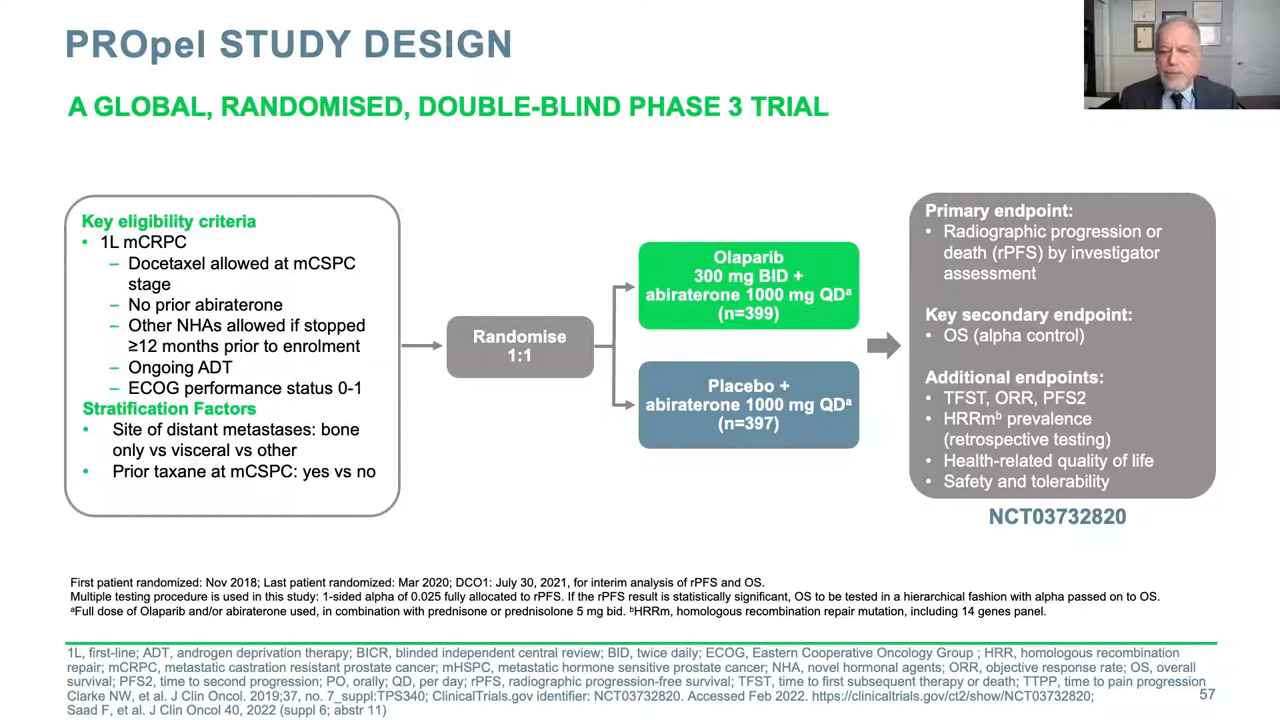 PROpel STUDY DESIGN
A GLOBAL, RANDOMISED, DOUBLE-BLIND PHASE 3 TRIAL
Key eligibility criteria
• 1L mCRPC
– Docetaxel allowed at mCSPC
stage
– No prior abiraterone
– Other NHAs allowed if stopped
≥12 months prior to enrolment
– Ongoing ADT
– ECOG performance status 0-1
Stratification Factors
• Site of distant metastases: bone
only vs visceral vs other
• Prior taxane at mCSPC: yes vs no
Randomise
1:1
Olaparib
300 mg BID +
abiraterone 1000 mg QDᵃ
(n=399)
Placebo +
abiraterone 1000 mg QDᵃ
(n=397)
Primary endpoint:
• Radiographic progression or
death (rPFS) by investigator
assessment
Key secondary endpoint:
• OS (alpha control)
Additional endpoints:
• TFST, ORR, PFS2
• HRRmᵇ prevalence
(retrospective testing)
• Health-related quality of life
• Safety and tolerability
NCT03732820
First patient randomized: Nov 2018; Last patient randomized: Mar 2020; DCO1: July 30, 2021, for interim analysis of rPFS and OS.
Multiple testing procedure is used in this study: 1-sided alpha of 0.025 fully allocated to rPFS. If the rPFS result is statistically significant, OS to be tested in a hierarchical fashion with alpha passed on to OS.
ᵃFull dose of Olaparib and/or abiraterone used, in combination with prednisone or prednisolone 5 mg bid. ᵇHRRm, homologous recombination repair mutation, including 14 genes panel.
1L, first-line; ADT, androgen deprivation therapy; BICR, blinded independent central review; BID, twice daily; ECOG, Eastern Cooperative Oncology Group ; HRR, homologous recombination
repair; mCRPC, metastatic castration resistant prostate cancer; mHSPC, metastatic hormone sensitive prostate cancer; NHA, novel hormonal agents; ORR, objective response rate; OS, overall
survival; PFS2, time to second progression; PO, orally; QD, per day; rPFS, radiographic progression-free survival; TFST, time to first subsequent therapy or death; TTPP, time to pain progression
Clarke NW, et al. J Clin Oncol. 2019;37, no. 7_suppl:TPS340; ClinicalTrials.gov identifier: NCT03732820. Accessed Feb 2022. https://clinicaltrials.gov/ct2/show/NCT03732820;
Saad F, et al. J Clin Oncol 40, 2022 (suppl 6; abstr 11)
57